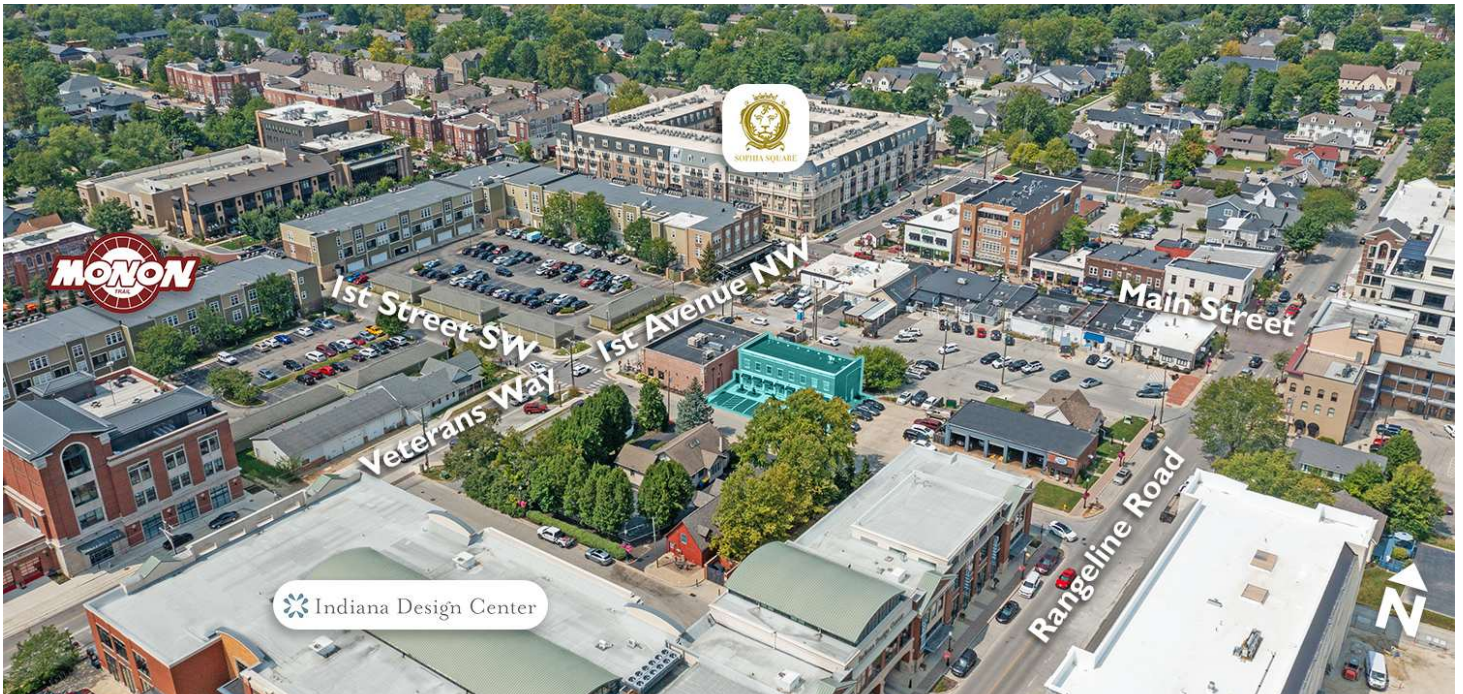 SOPHIA SQUARE
MONON
TRAIL
1st Street SW
1st Avenue NW
Main Street
Veterans Way
Rangeline Road
Indiana Design Center
N